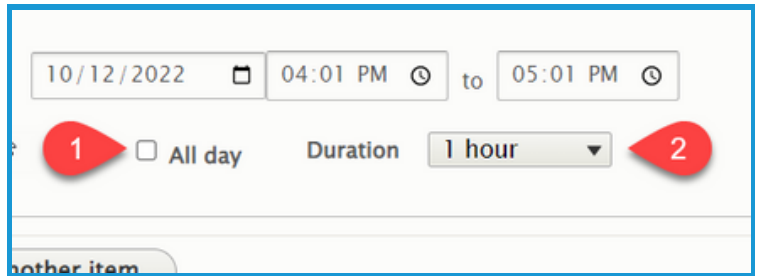 10/12/2022 04:01 PM to 05:01 PM
1 All day Duration 1 hour 2
nother item